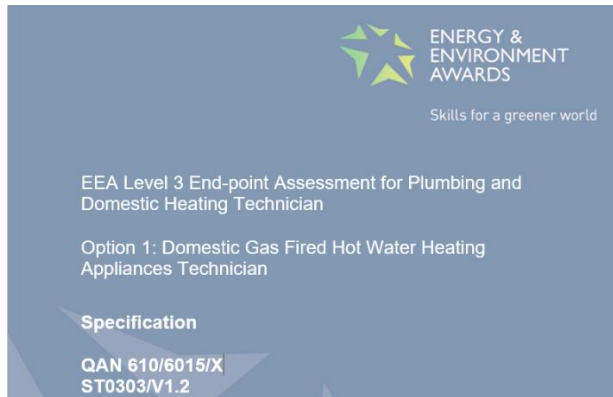 ENERGY &
ENVIRONMENT
AWARDS
Skills for a greener world
EEA Level 3 End-point Assessment for Plumbing and
Domestic Heating Technician
Option 1: Domestic Gas Fired Hot Water Heating
Appliances Technician
Specification
QAN 610/6015/X
ST0303/V1.2